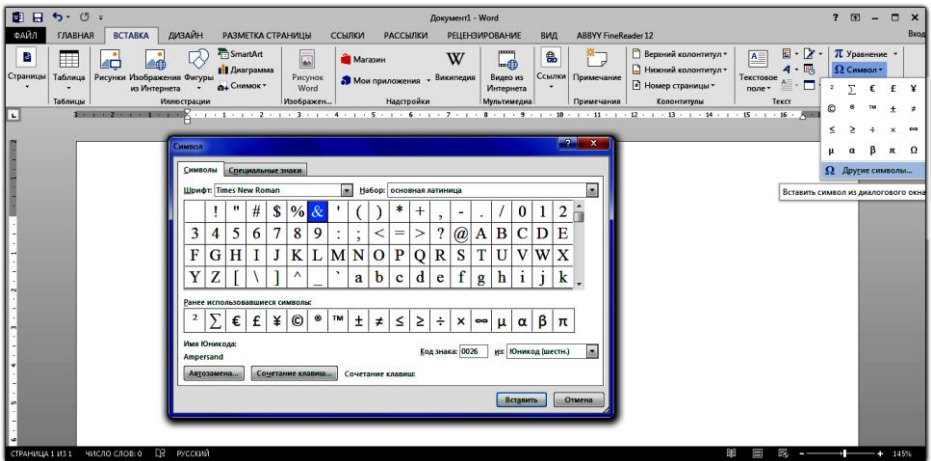 Документ1 - Word
ФАЙЛ ГЛАВНАЯ ВСТАВКА ДИЗАЙН РАЗМЕТКА СТРАНИЦЫ ССЫЛКИ РАССЫЛКИ РЕЦЕНЗИРОВАНИЕ ВИД ABBYY FineReader 12 Вход
Страницы
Таблица
Таблицы
Рисунки Изображения из Интернета Фигуры
SmartArt
Диаграмма
Снимок
Иллюстрации
Рисунок Word
Изображен...
Магазин
Мои приложения
Википедия
Надстройки
Видео из Интернета
Мультимедиа
Ссылки
Примечание
Примечания
Верхний колонтитул
Нижний колонтитул
Номер страницы
Колонтитулы
Текстовое поле
Текст
π Уравнение
Ω Символ
² ∑ € £ ¥
© ® ™ ± ≠
≤ ≥ ÷ × ∞
µ α β π Ω
Ω Другие символы...
Вставить символ из диалогового окна
Символ
Символы Специальные знаки
Шрифт: Times New Roman Набор: основная латиница
! " # $ % & ' ( ) * + , - . / 0 1 2
3 4 5 6 7 8 9 : ; < = > ? @ A B C D E
F G H I J K L M N O P Q R S T U V W X
Y Z [ \ ] ^ _ ` a b c d e f g h i j k
Ранее использовавшиеся символы:
² ∑ € £ ¥ © ® ™ ± ≠ ≤ ≥ ÷ × ∞ µ α β π
Имя Юникода:
Ampersand
Код знака: 0026 из: Юникод (шестн.)
Автозамена... Сочетание клавиш... Сочетание клавиш:
Вставить Отмена
СТРАНИЦА 1 ИЗ 1 ЧИСЛО СЛОВ: 0 РУССКИЙ 145%